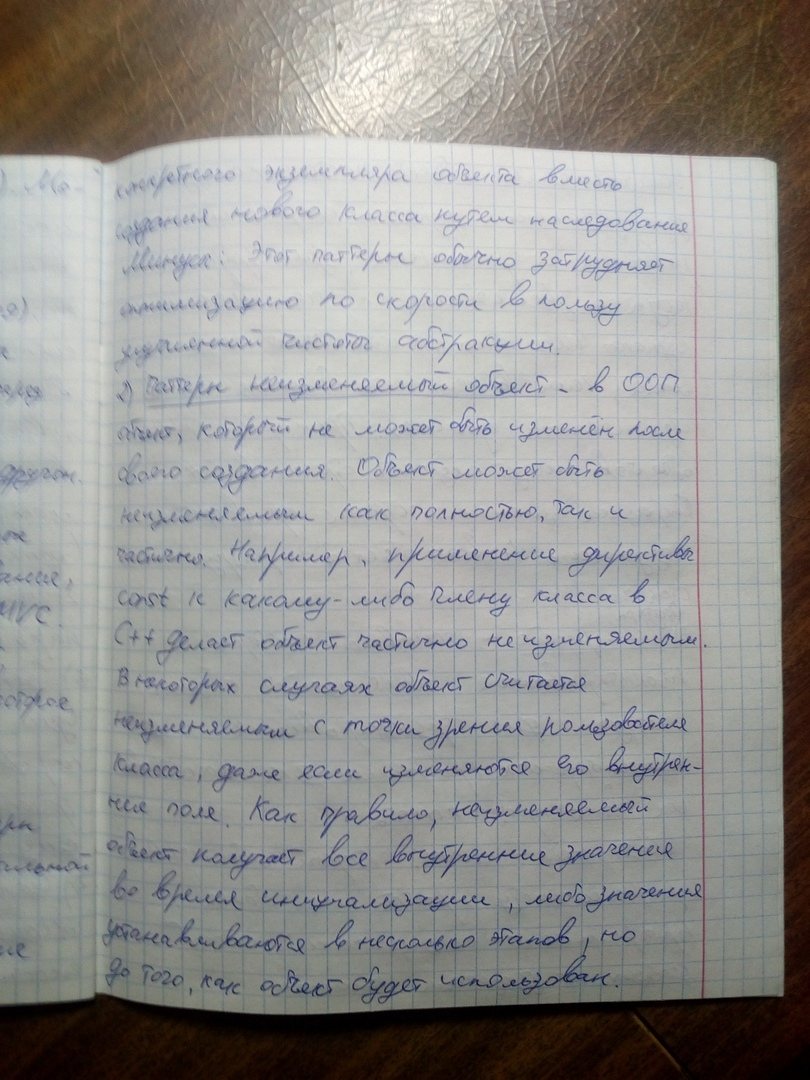 конкретного экземпляра объекта вместо
создания нового класса путем наследования
Минусы: Этот паттерн обычно затрудняет
оптимизацию по скорости в пользу
улучшенной чистоты абстракции.
2) Паттерн неизменяемый объект - в ООП
объект, который не может быть изменён после
своего создания. Объект может быть
неизменяемым как полностью, так и
частично. Например, применение директивы
const к какому-либо члену класса в
C++ делает объект частично неизменяемым.
В некоторых случаях объект считается
неизменяемым с точки зрения пользователя
класса, даже если изменяются его внутрен-
ние поля. Как правило, неизменяемый
объект получает все внутренние значения
во время инициализации, либо значения
устанавливаются в несколько этапов, но
до того, как объект будет использован.